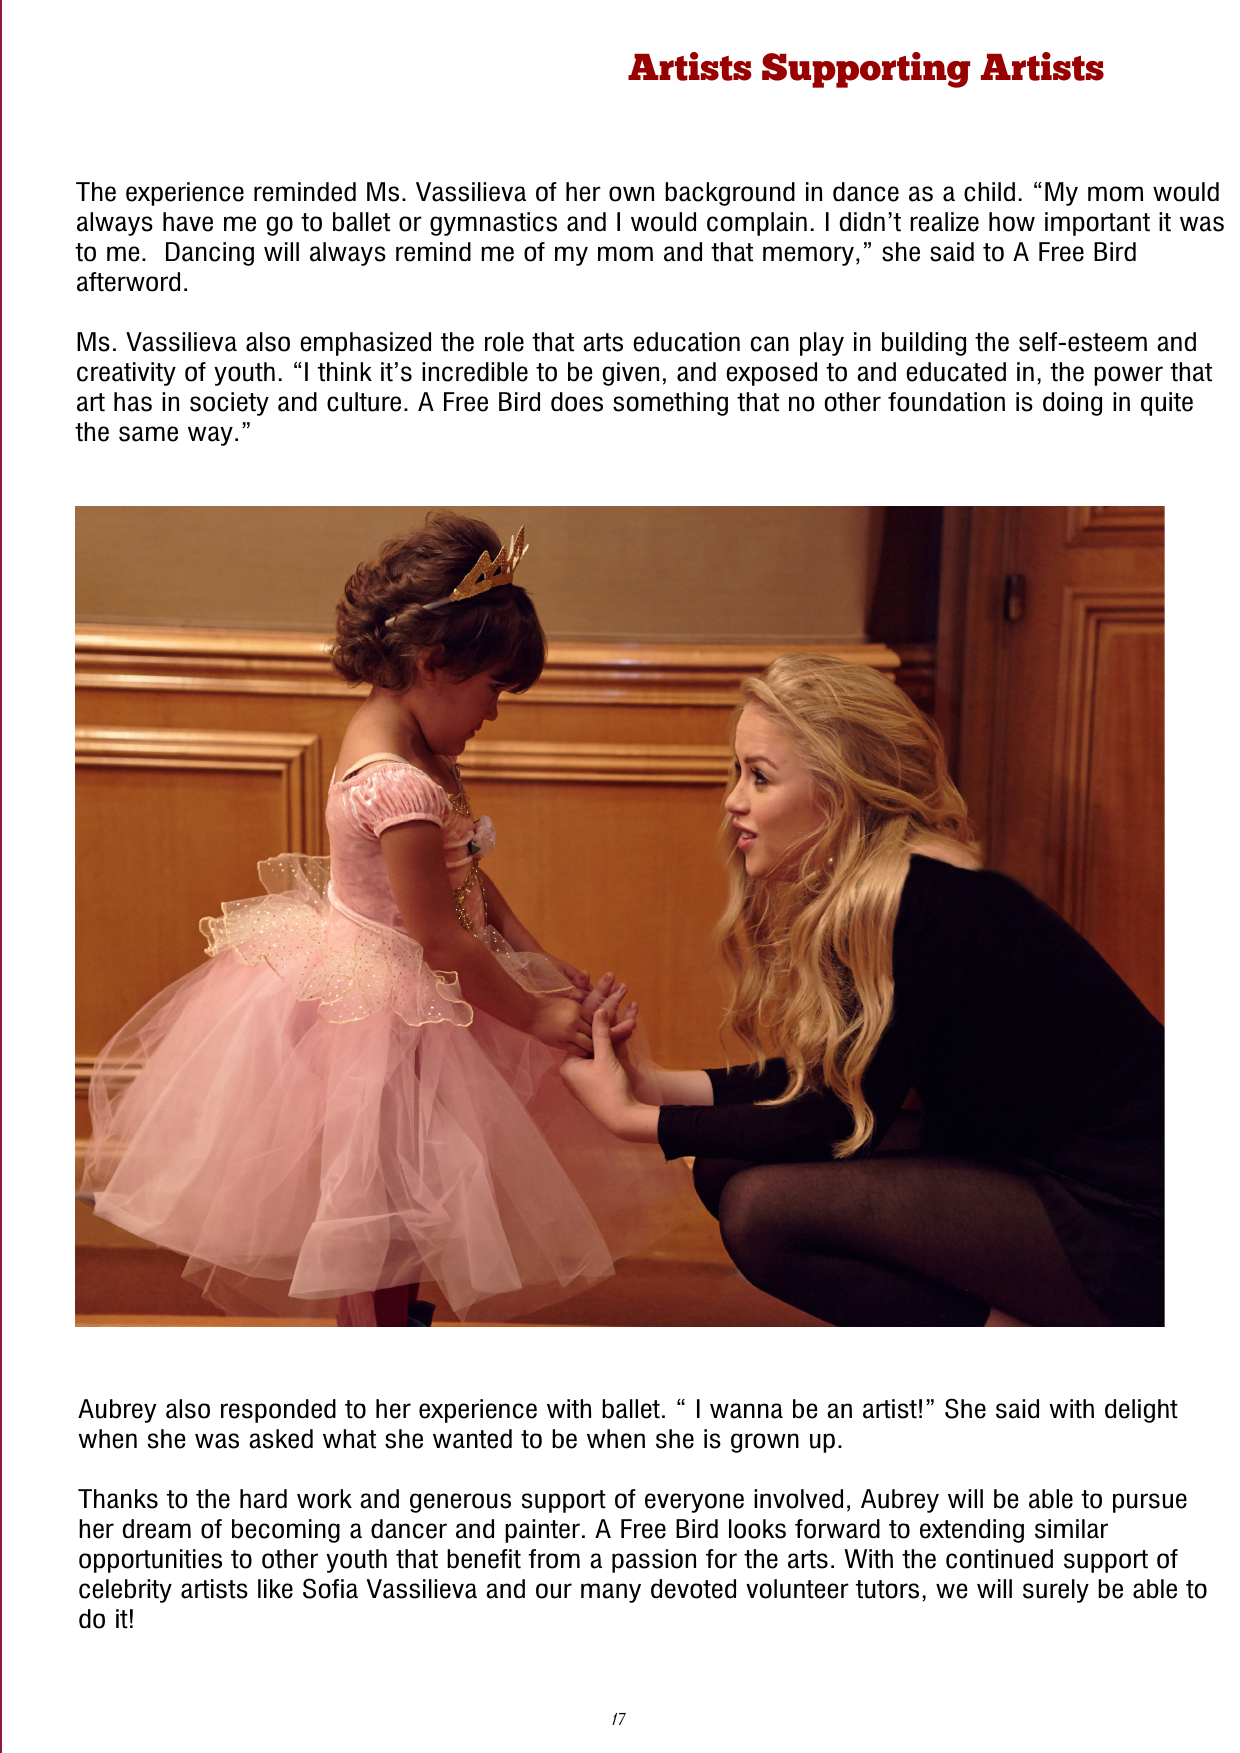 Artists Supporting Artists
The experience reminded Ms. Vassilieva of her own background in dance as a child. “My mom would
always have me go to ballet or gymnastics and I would complain. I didn’t realize how important it was
to me.  Dancing will always remind me of my mom and that memory,” she said to A Free Bird
afterword.
Ms. Vassilieva also emphasized the role that arts education can play in building the self-esteem and
creativity of youth. “I think it’s incredible to be given, and exposed to and educated in, the power that
art has in society and culture. A Free Bird does something that no other foundation is doing in quite
the same way.”
Aubrey also responded to her experience with ballet. “ I wanna be an artist!” She said with delight
when she was asked what she wanted to be when she is grown up.
Thanks to the hard work and generous support of everyone involved, Aubrey will be able to pursue
her dream of becoming a dancer and painter. A Free Bird looks forward to extending similar
opportunities to other youth that benefit from a passion for the arts. With the continued support of
celebrity artists like Sofia Vassilieva and our many devoted volunteer tutors, we will surely be able to
do it!
17